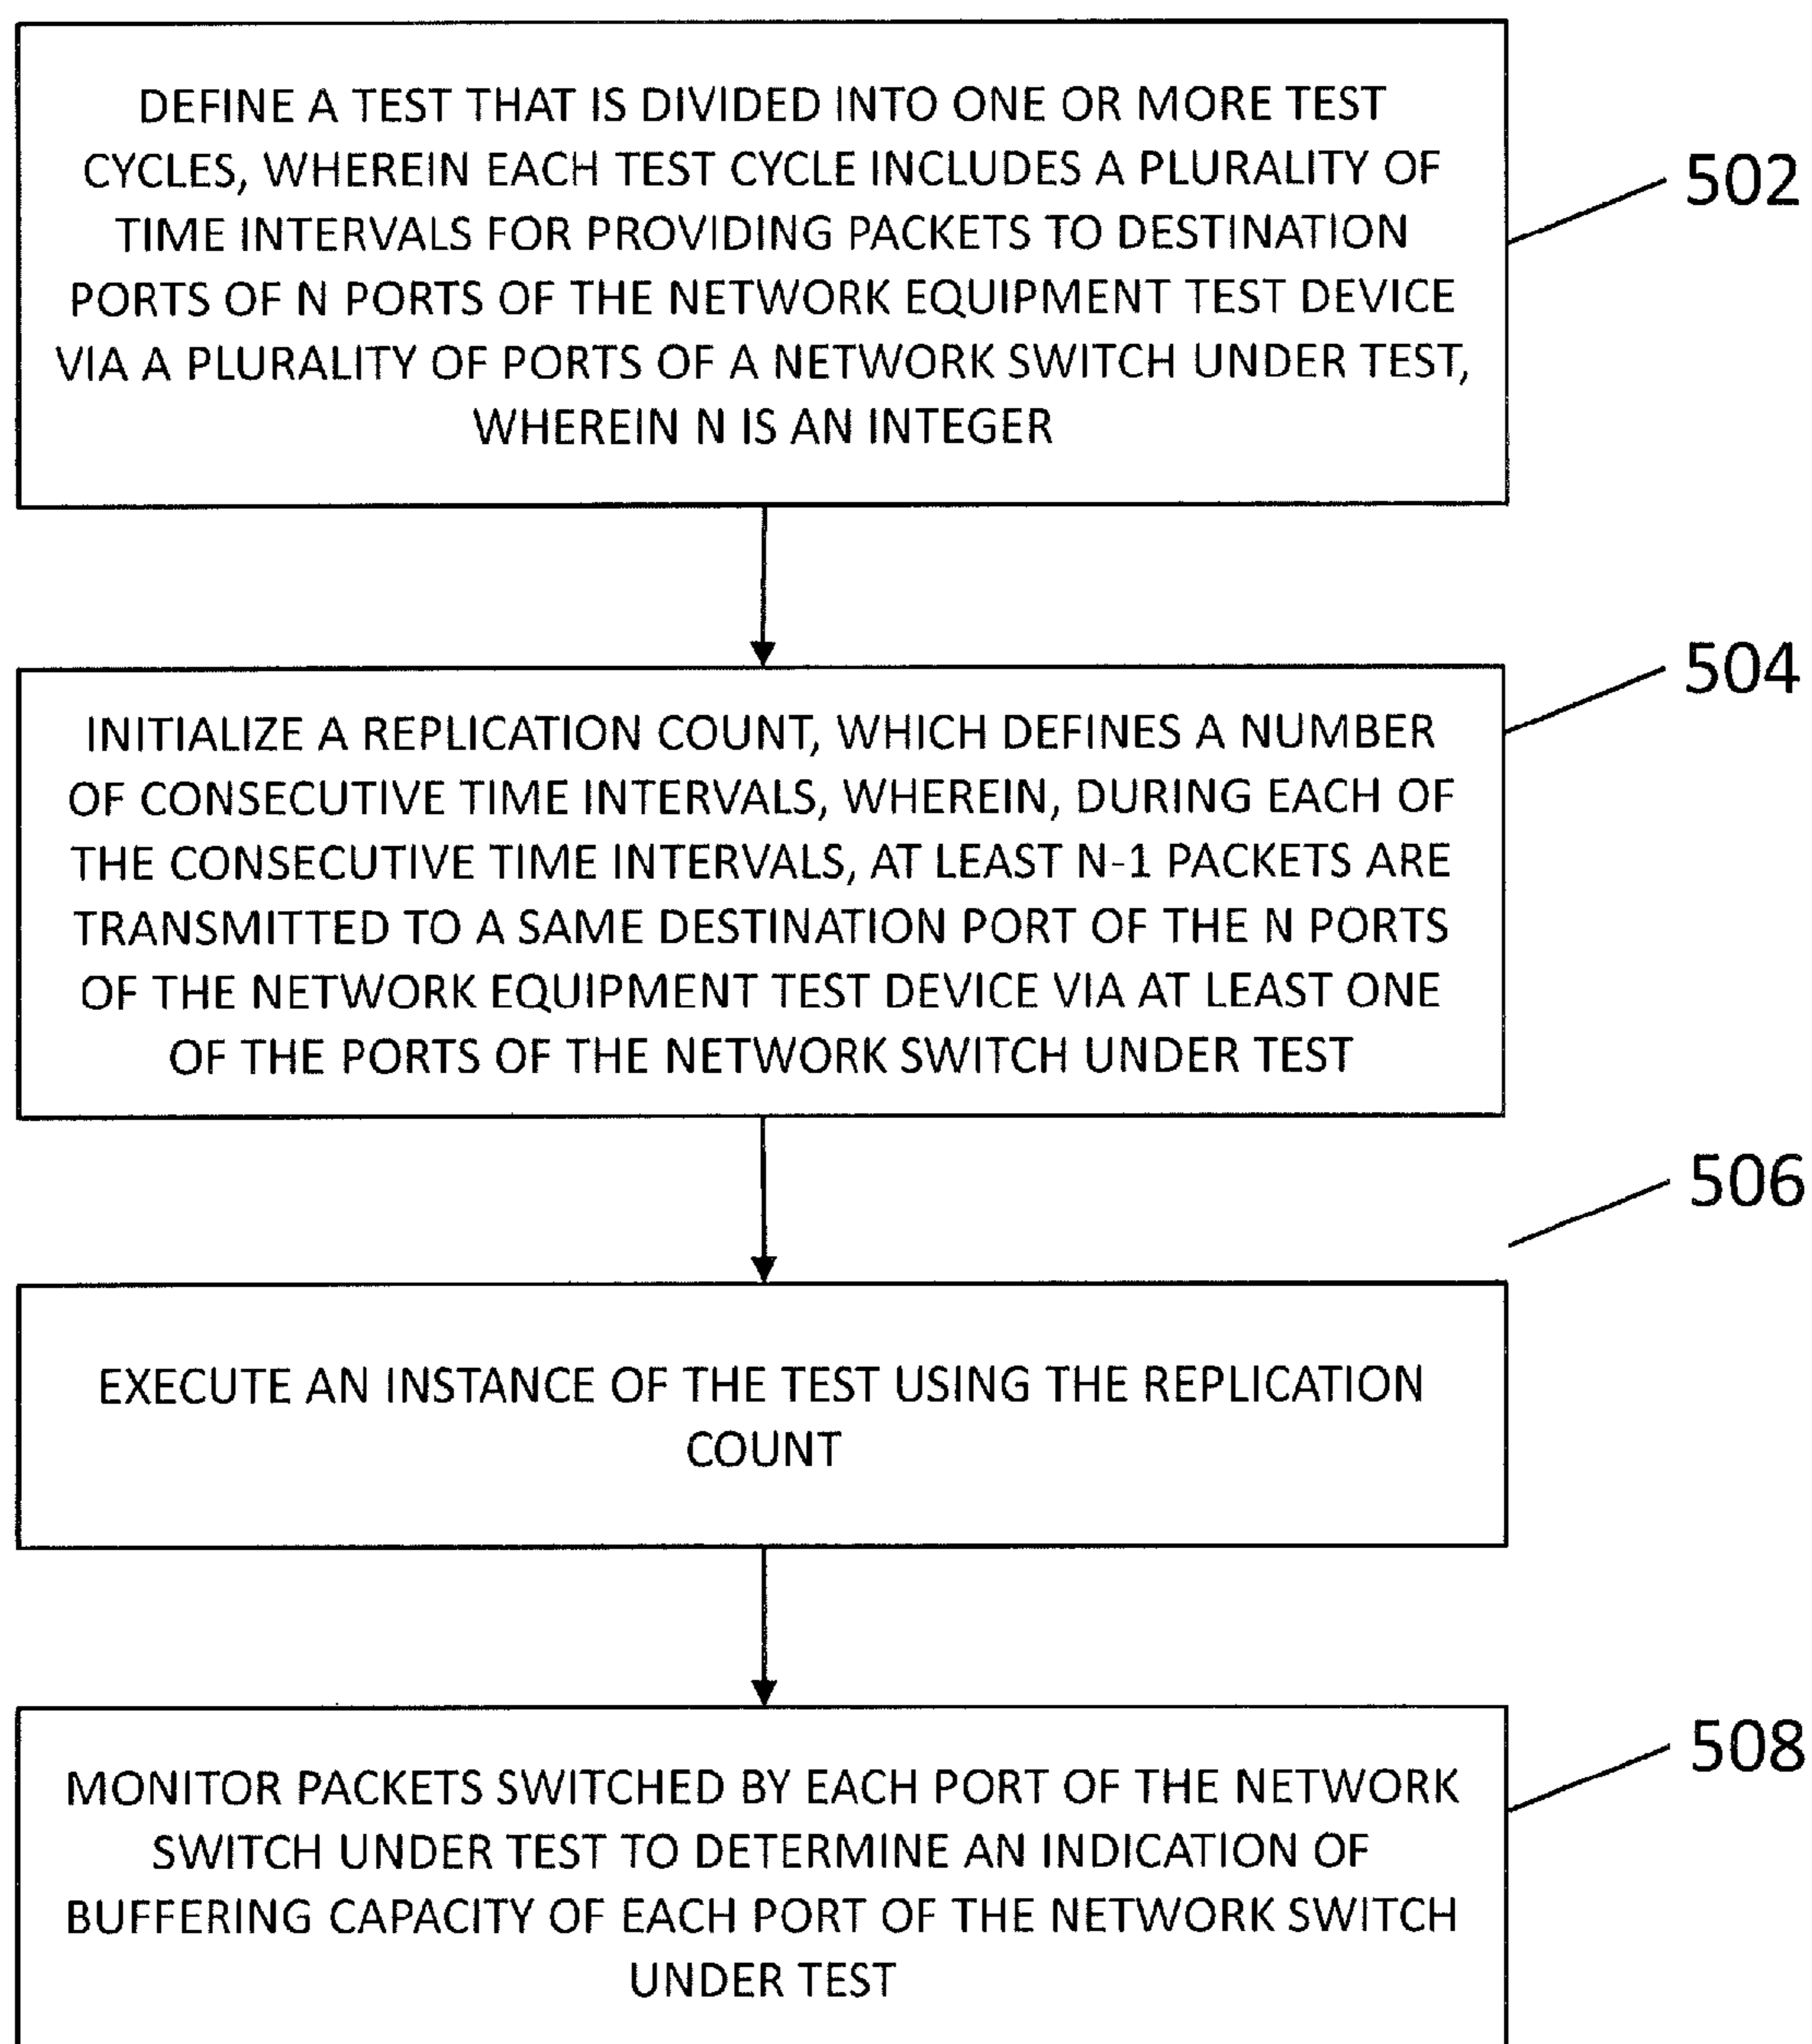 DEFINE A TEST THAT IS DIVIDED INTO ONE OR MORE TEST
CYCLES, WHEREIN EACH TEST CYCLE INCLUDES A PLURALITY OF
TIME INTERVALS FOR PROVIDING PACKETS TO DESTINATION
PORTS OF N PORTS OF THE NETWORK EQUIPMENT TEST DEVICE
VIA A PLURALITY OF PORTS OF A NETWORK SWITCH UNDER TEST,
WHEREIN N IS AN INTEGER
502
INITIALIZE A REPLICATION COUNT, WHICH DEFINES A NUMBER
OF CONSECUTIVE TIME INTERVALS, WHEREIN, DURING EACH OF
THE CONSECUTIVE TIME INTERVALS, AT LEAST N-1 PACKETS ARE
TRANSMITTED TO A SAME DESTINATION PORT OF THE N PORTS
OF THE NETWORK EQUIPMENT TEST DEVICE VIA AT LEAST ONE
OF THE PORTS OF THE NETWORK SWITCH UNDER TEST
504
EXECUTE AN INSTANCE OF THE TEST USING THE REPLICATION
COUNT
506
MONITOR PACKETS SWITCHED BY EACH PORT OF THE NETWORK
SWITCH UNDER TEST TO DETERMINE AN INDICATION OF
BUFFERING CAPACITY OF EACH PORT OF THE NETWORK SWITCH
UNDER TEST
508